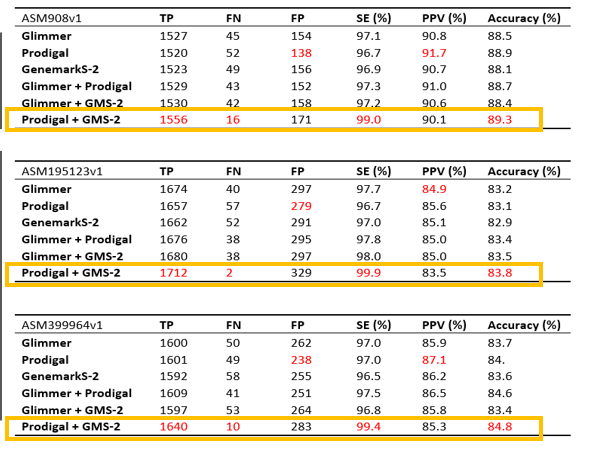 ASM908v1 TP FN FP SE (%) PPV (%) Accuracy (%)
Glimmer 1527 45 154 97.1 90.8 88.5
Prodigal 1520 52 138 96.7 91.7 88.9
GenemarkS-2 1523 49 156 96.9 90.7 88.1
Glimmer + Prodigal 1529 43 152 97.3 91.0 88.7
Glimmer + GMS-2 1530 42 158 97.2 90.6 88.4
Prodigal + GMS-2 1556 16 171 99.0 90.1 89.3
ASM195123v1 TP FN FP SE (%) PPV (%) Accuracy (%)
Glimmer 1674 40 297 97.7 84.9 83.2
Prodigal 1657 57 279 96.7 85.6 83.1
GenemarkS-2 1662 52 291 97.0 85.1 82.9
Glimmer + Prodigal 1676 38 295 97.8 85.0 83.4
Glimmer + GMS-2 1680 38 297 98.0 85.0 83.5
Prodigal + GMS-2 1712 2 329 99.9 83.5 83.8
ASM399964v1 TP FN FP SE (%) PPV (%) Accuracy (%)
Glimmer 1600 50 262 97.0 85.9 83.7
Prodigal 1601 49 238 97.0 87.1 84.
GenemarkS-2 1592 58 255 96.5 86.2 83.6
Glimmer + Prodigal 1609 41 251 97.5 86.5 84.6
Glimmer + GMS-2 1597 53 264 96.8 85.8 83.4
Prodigal + GMS-2 1640 10 283 99.4 85.3 84.8